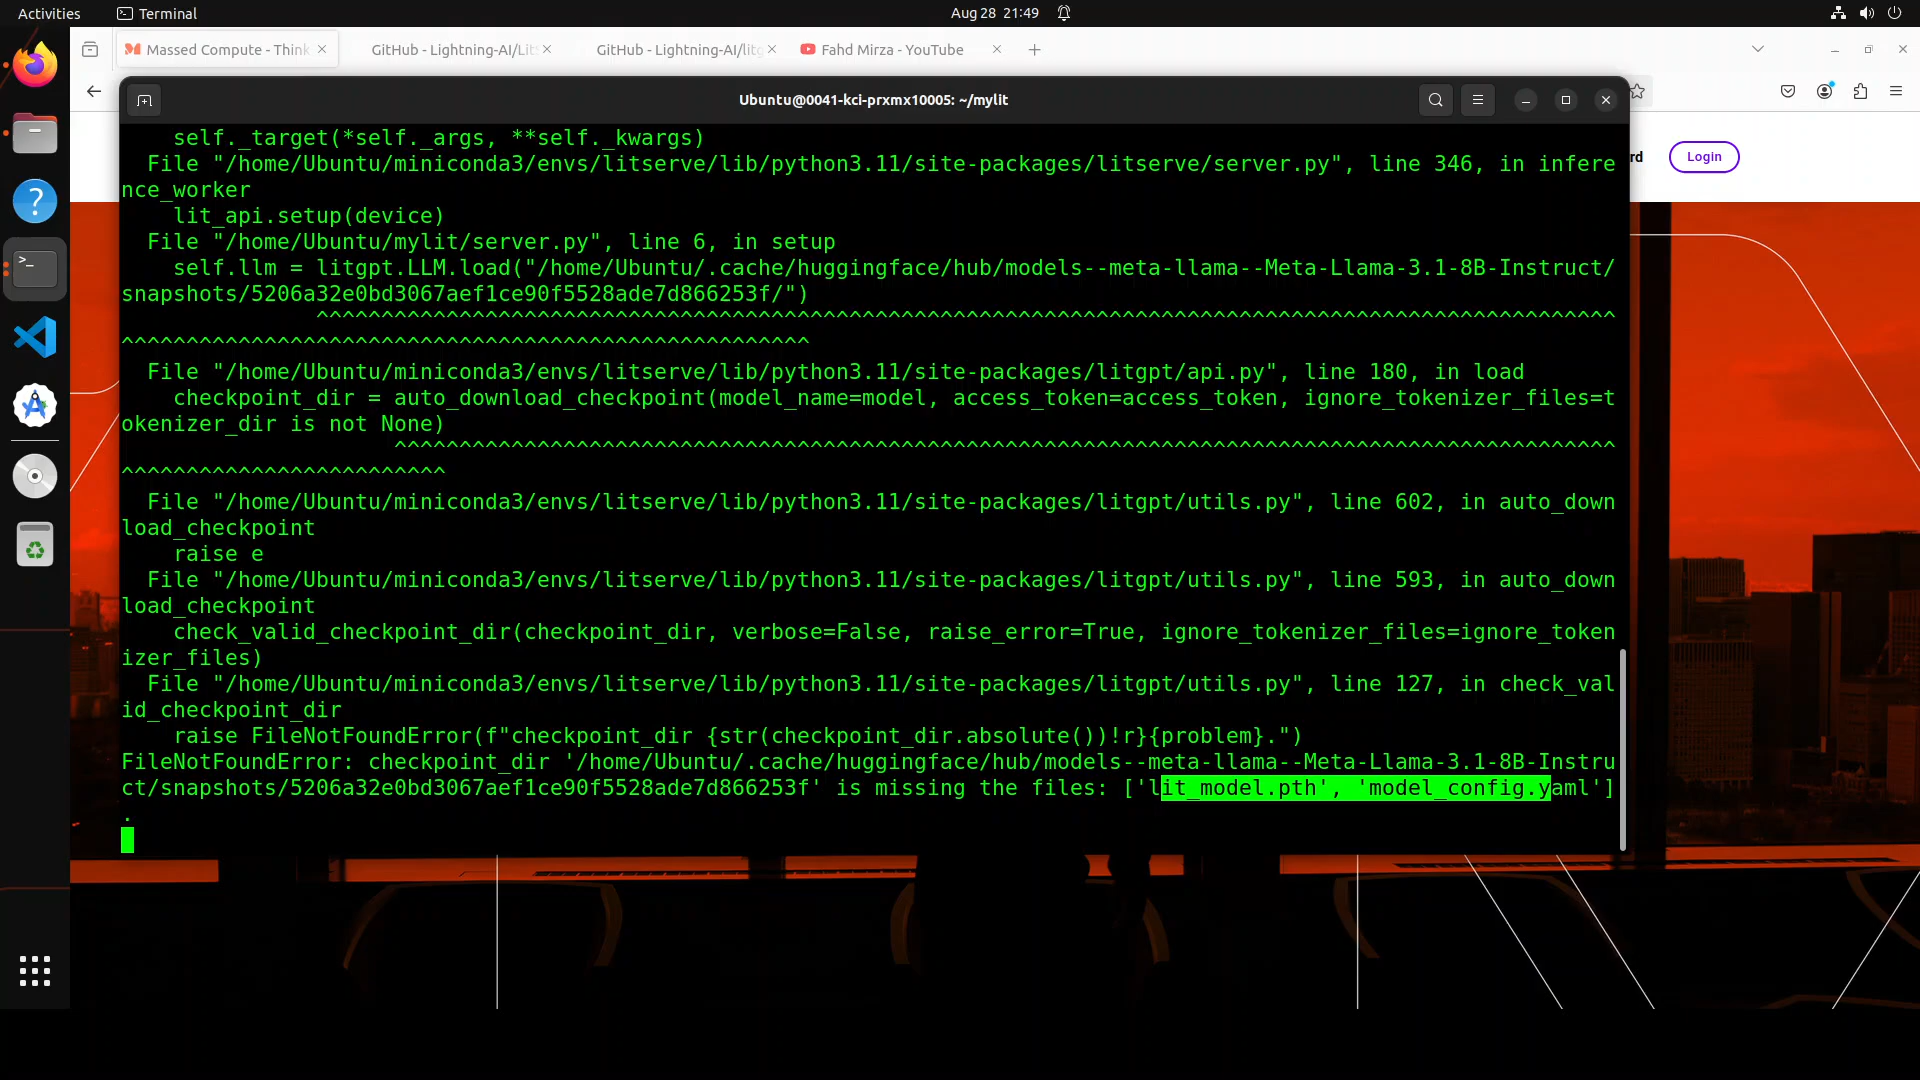 Activities
Terminal
Aug 28 21:49
Massed Compute - Think
GitHub - Lightning-AI/Lit
GitHub - Lightning-AI/litg
Fahd Mirza - YouTube
Ubuntu@0041-kci-prxmx10005: ~/mylit
rd
Login
self._target(*self._args, **self._kwargs)
File "/home/Ubuntu/miniconda3/envs/litserve/lib/python3.11/site-packages/litserve/server.py", line 346, in infere
nce_worker
lit_api.setup(device)
File "/home/Ubuntu/mylit/server.py", line 6, in setup
self.llm = litgpt.LLM.load("/home/Ubuntu/.cache/huggingface/hub/models--meta-llama--Meta-Llama-3.1-8B-Instruct/
snapshots/5206a32e0bd3067aef1ce90f5528ade7d866253f/")
^^^^^^^^^^^^^^^^^^^^^^^^^^^^^^^^^^^^^^^^^^^^^^^^^^^^^^^^^^^^^^^^^^^^^^^^^^^^^^^^^^^^^^^^^^^^^^^^^^^^
^^^^^^^^^^^^^^^^^^^^^^^^^^^^^^^^^^^^^^^^^^^^^^^^^^^^^
File "/home/Ubuntu/miniconda3/envs/litserve/lib/python3.11/site-packages/litgpt/api.py", line 180, in load
checkpoint_dir = auto_download_checkpoint(model_name=model, access_token=access_token, ignore_tokenizer_files=t
okenizer_dir is not None)
^^^^^^^^^^^^^^^^^^^^^^^^^^^^^^^^^^^^^^^^^^^^^^^^^^^^^^^^^^^^^^^^^^^^^^^^^^^^^^^^^^^^^^^^^^^^^^
^^^^^^^^^^^^^^^^^^^^^^^^^
File "/home/Ubuntu/miniconda3/envs/litserve/lib/python3.11/site-packages/litgpt/utils.py", line 602, in auto_down
load_checkpoint
raise e
File "/home/Ubuntu/miniconda3/envs/litserve/lib/python3.11/site-packages/litgpt/utils.py", line 593, in auto_down
load_checkpoint
check_valid_checkpoint_dir(checkpoint_dir, verbose=False, raise_error=True, ignore_tokenizer_files=ignore_token
izer_files)
File "/home/Ubuntu/miniconda3/envs/litserve/lib/python3.11/site-packages/litgpt/utils.py", line 127, in check_val
id_checkpoint_dir
raise FileNotFoundError(f"checkpoint_dir {str(checkpoint_dir.absolute())!r}{problem}.")
FileNotFoundError: checkpoint_dir '/home/Ubuntu/.cache/huggingface/hub/models--meta-llama--Meta-Llama-3.1-8B-Instru
ct/snapshots/5206a32e0bd3067aef1ce90f5528ade7d866253f' is missing the files: ['lit_model.pth', 'model_config.yaml']
.